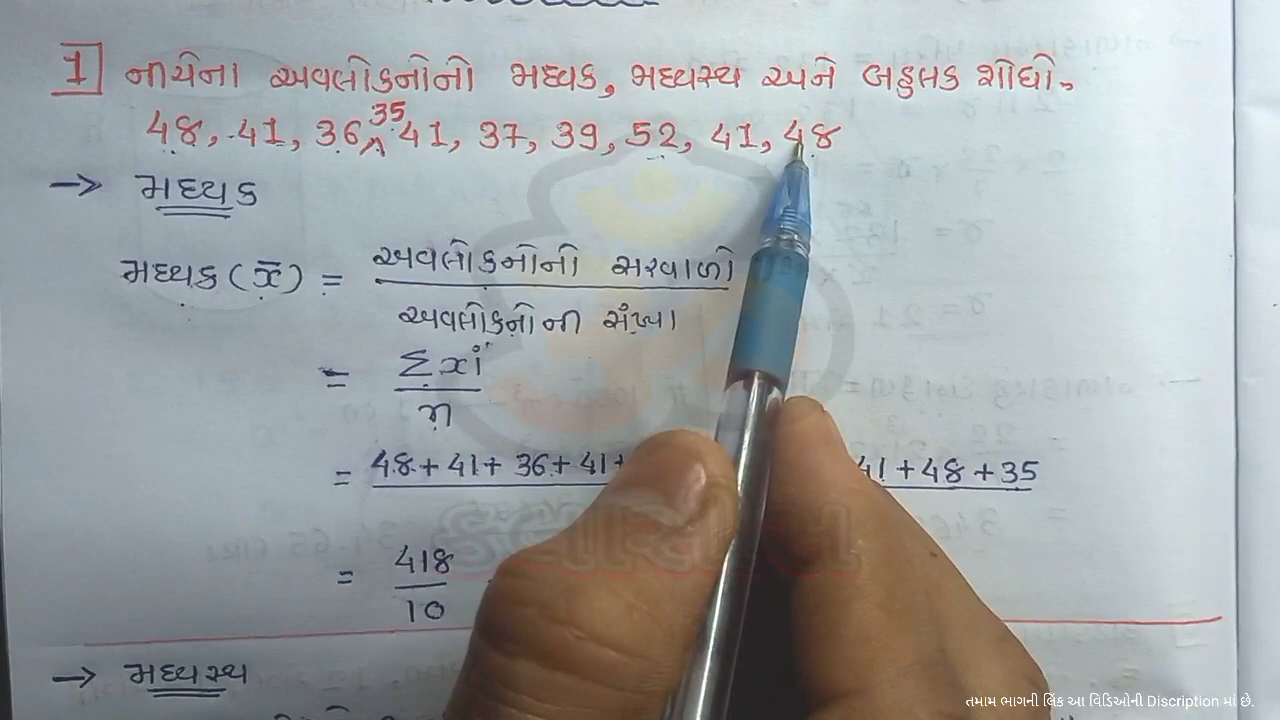 1 નીચેના અવલોકનોનો મધ્યક, મધ્યસ્થ અને બહુલક શોધો.
48, 41, 36, 35 41, 37, 39, 52, 41, 48
→ મધ્યક
મધ્યક (x̄) = અવલોકનોની સરવાળો
અવલોકનોની સંખ્યા
= Σxi
n
= 48 + 41 + 36 + 41 + 41 + 48 + 35
= 418
10
→ મધ્યસ્થ
તમામ ભાગની લિંક આ વિડિઓની Discription માં છે.